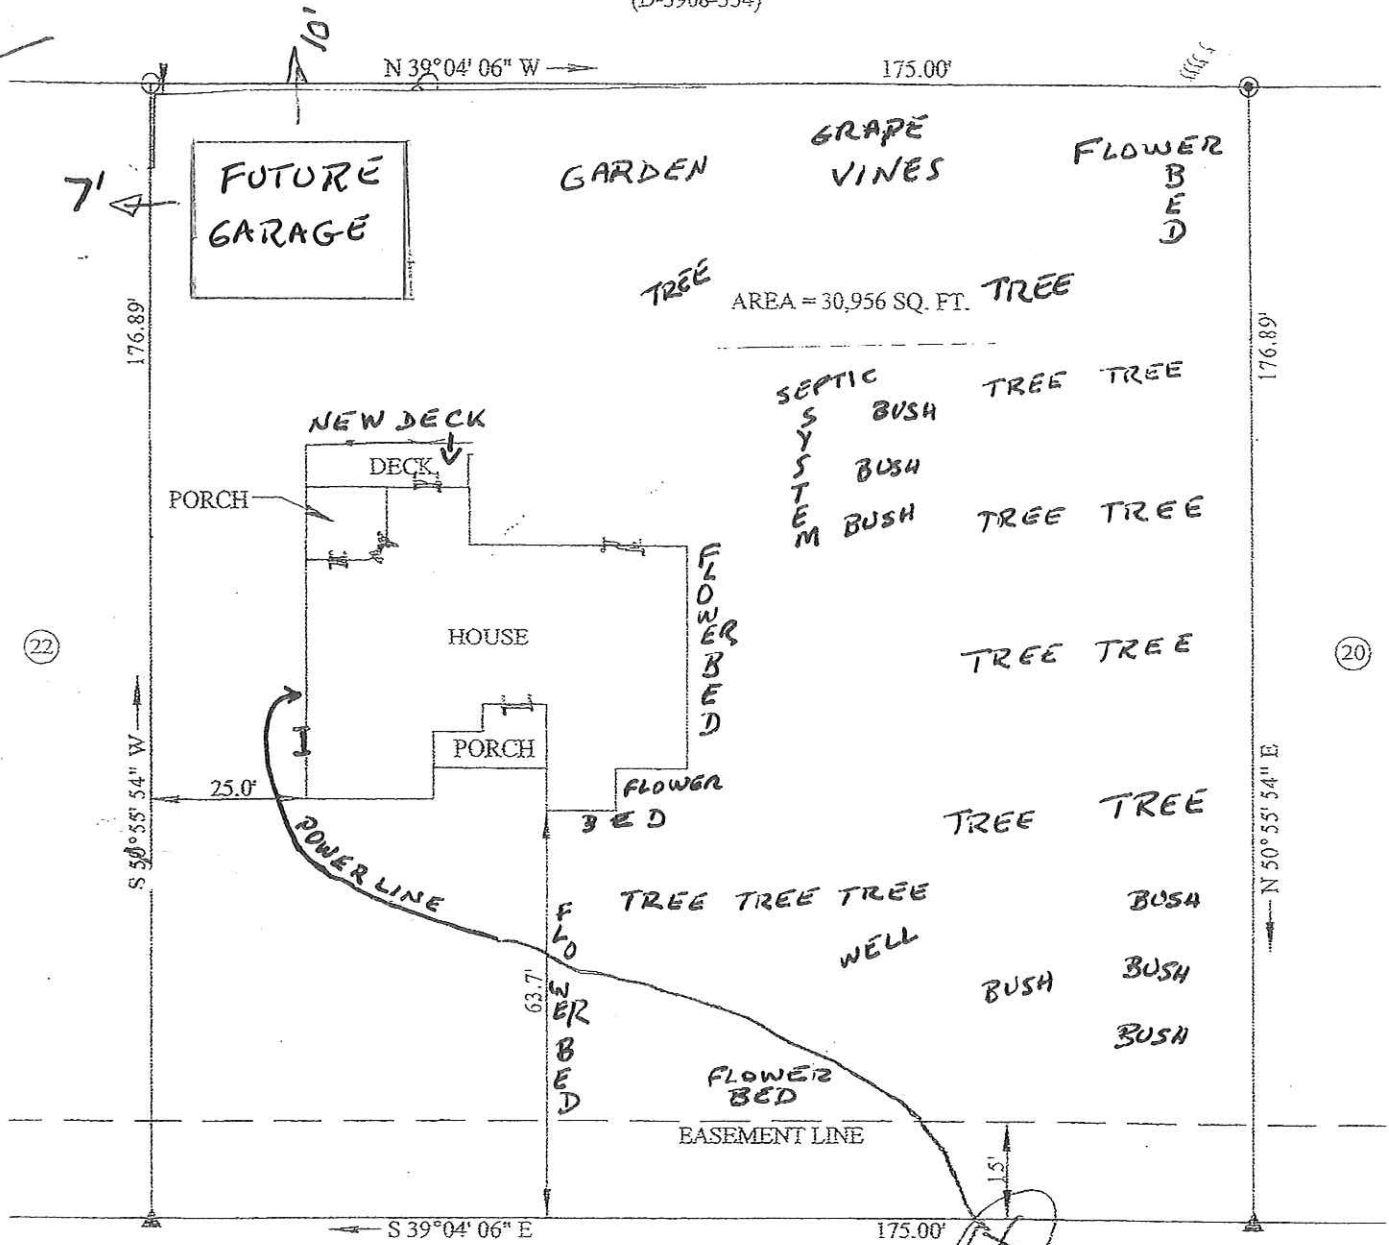 (D-3908-554)
10'
N 39°04' 06" W
175.00'
FUTURE
GARAGE
7'
GARDEN
GRAPE
VINES
FLOWER
BED
TREE
AREA = 30,956 SQ. FT.
TREE
176.89'
176.89'
SEPTIC
SYSTEM
BUSH
TREE TREE
NEW DECK
DECK
PORCH
BUSH
BUSH
TREE TREE
HOUSE
FLOWER BED
22
20
TREE TREE
PORCH
25.0'
S 50°55' 54" W
N 50°55' 54" E
FLOWER
BED
TREE TREE
POWER LINE
TREE TREE TREE
BUSH
WELL
FLOWER BED
63.7'
BUSH
BUSH
BUSH
FLOWER
BED
EASEMENT LINE
15'
S 39°04' 06" E
175.00'